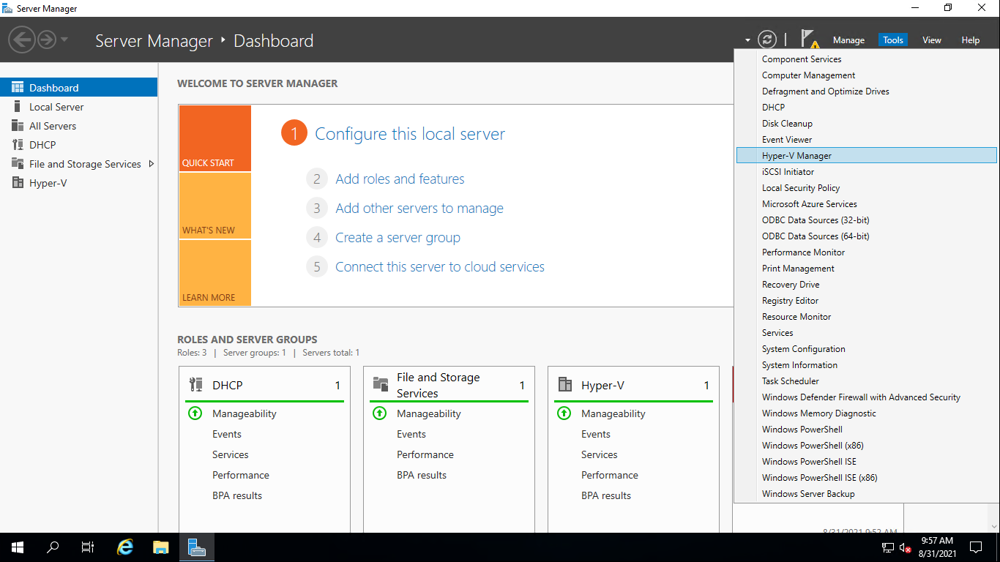 Server Manager
Server Manager ‣ Dashboard
Manage
Tools
View
Help
Dashboard
Local Server
All Servers
DHCP
File and Storage Services
Hyper-V
WELCOME TO SERVER MANAGER
QUICK START
WHAT'S NEW
LEARN MORE
1 Configure this local server
2 Add roles and features
3 Add other servers to manage
4 Create a server group
5 Connect this server to cloud services
ROLES AND SERVER GROUPS
Roles: 3 | Server groups: 1 | Servers total: 1
DHCP 1
Manageability
Events
Services
Performance
BPA results
File and Storage
Services 1
Manageability
Events
Performance
BPA results
Hyper-V 1
Manageability
Events
Services
Performance
BPA results
8/31/2021 9:52 AM
Component Services
Computer Management
Defragment and Optimize Drives
DHCP
Disk Cleanup
Event Viewer
Hyper-V Manager
iSCSI Initiator
Local Security Policy
Microsoft Azure Services
ODBC Data Sources (32-bit)
ODBC Data Sources (64-bit)
Performance Monitor
Print Management
Recovery Drive
Registry Editor
Resource Monitor
Services
System Configuration
System Information
Task Scheduler
Windows Defender Firewall with Advanced Security
Windows Memory Diagnostic
Windows PowerShell
Windows PowerShell (x86)
Windows PowerShell ISE
Windows PowerShell ISE (x86)
Windows Server Backup
9:57 AM
8/31/2021